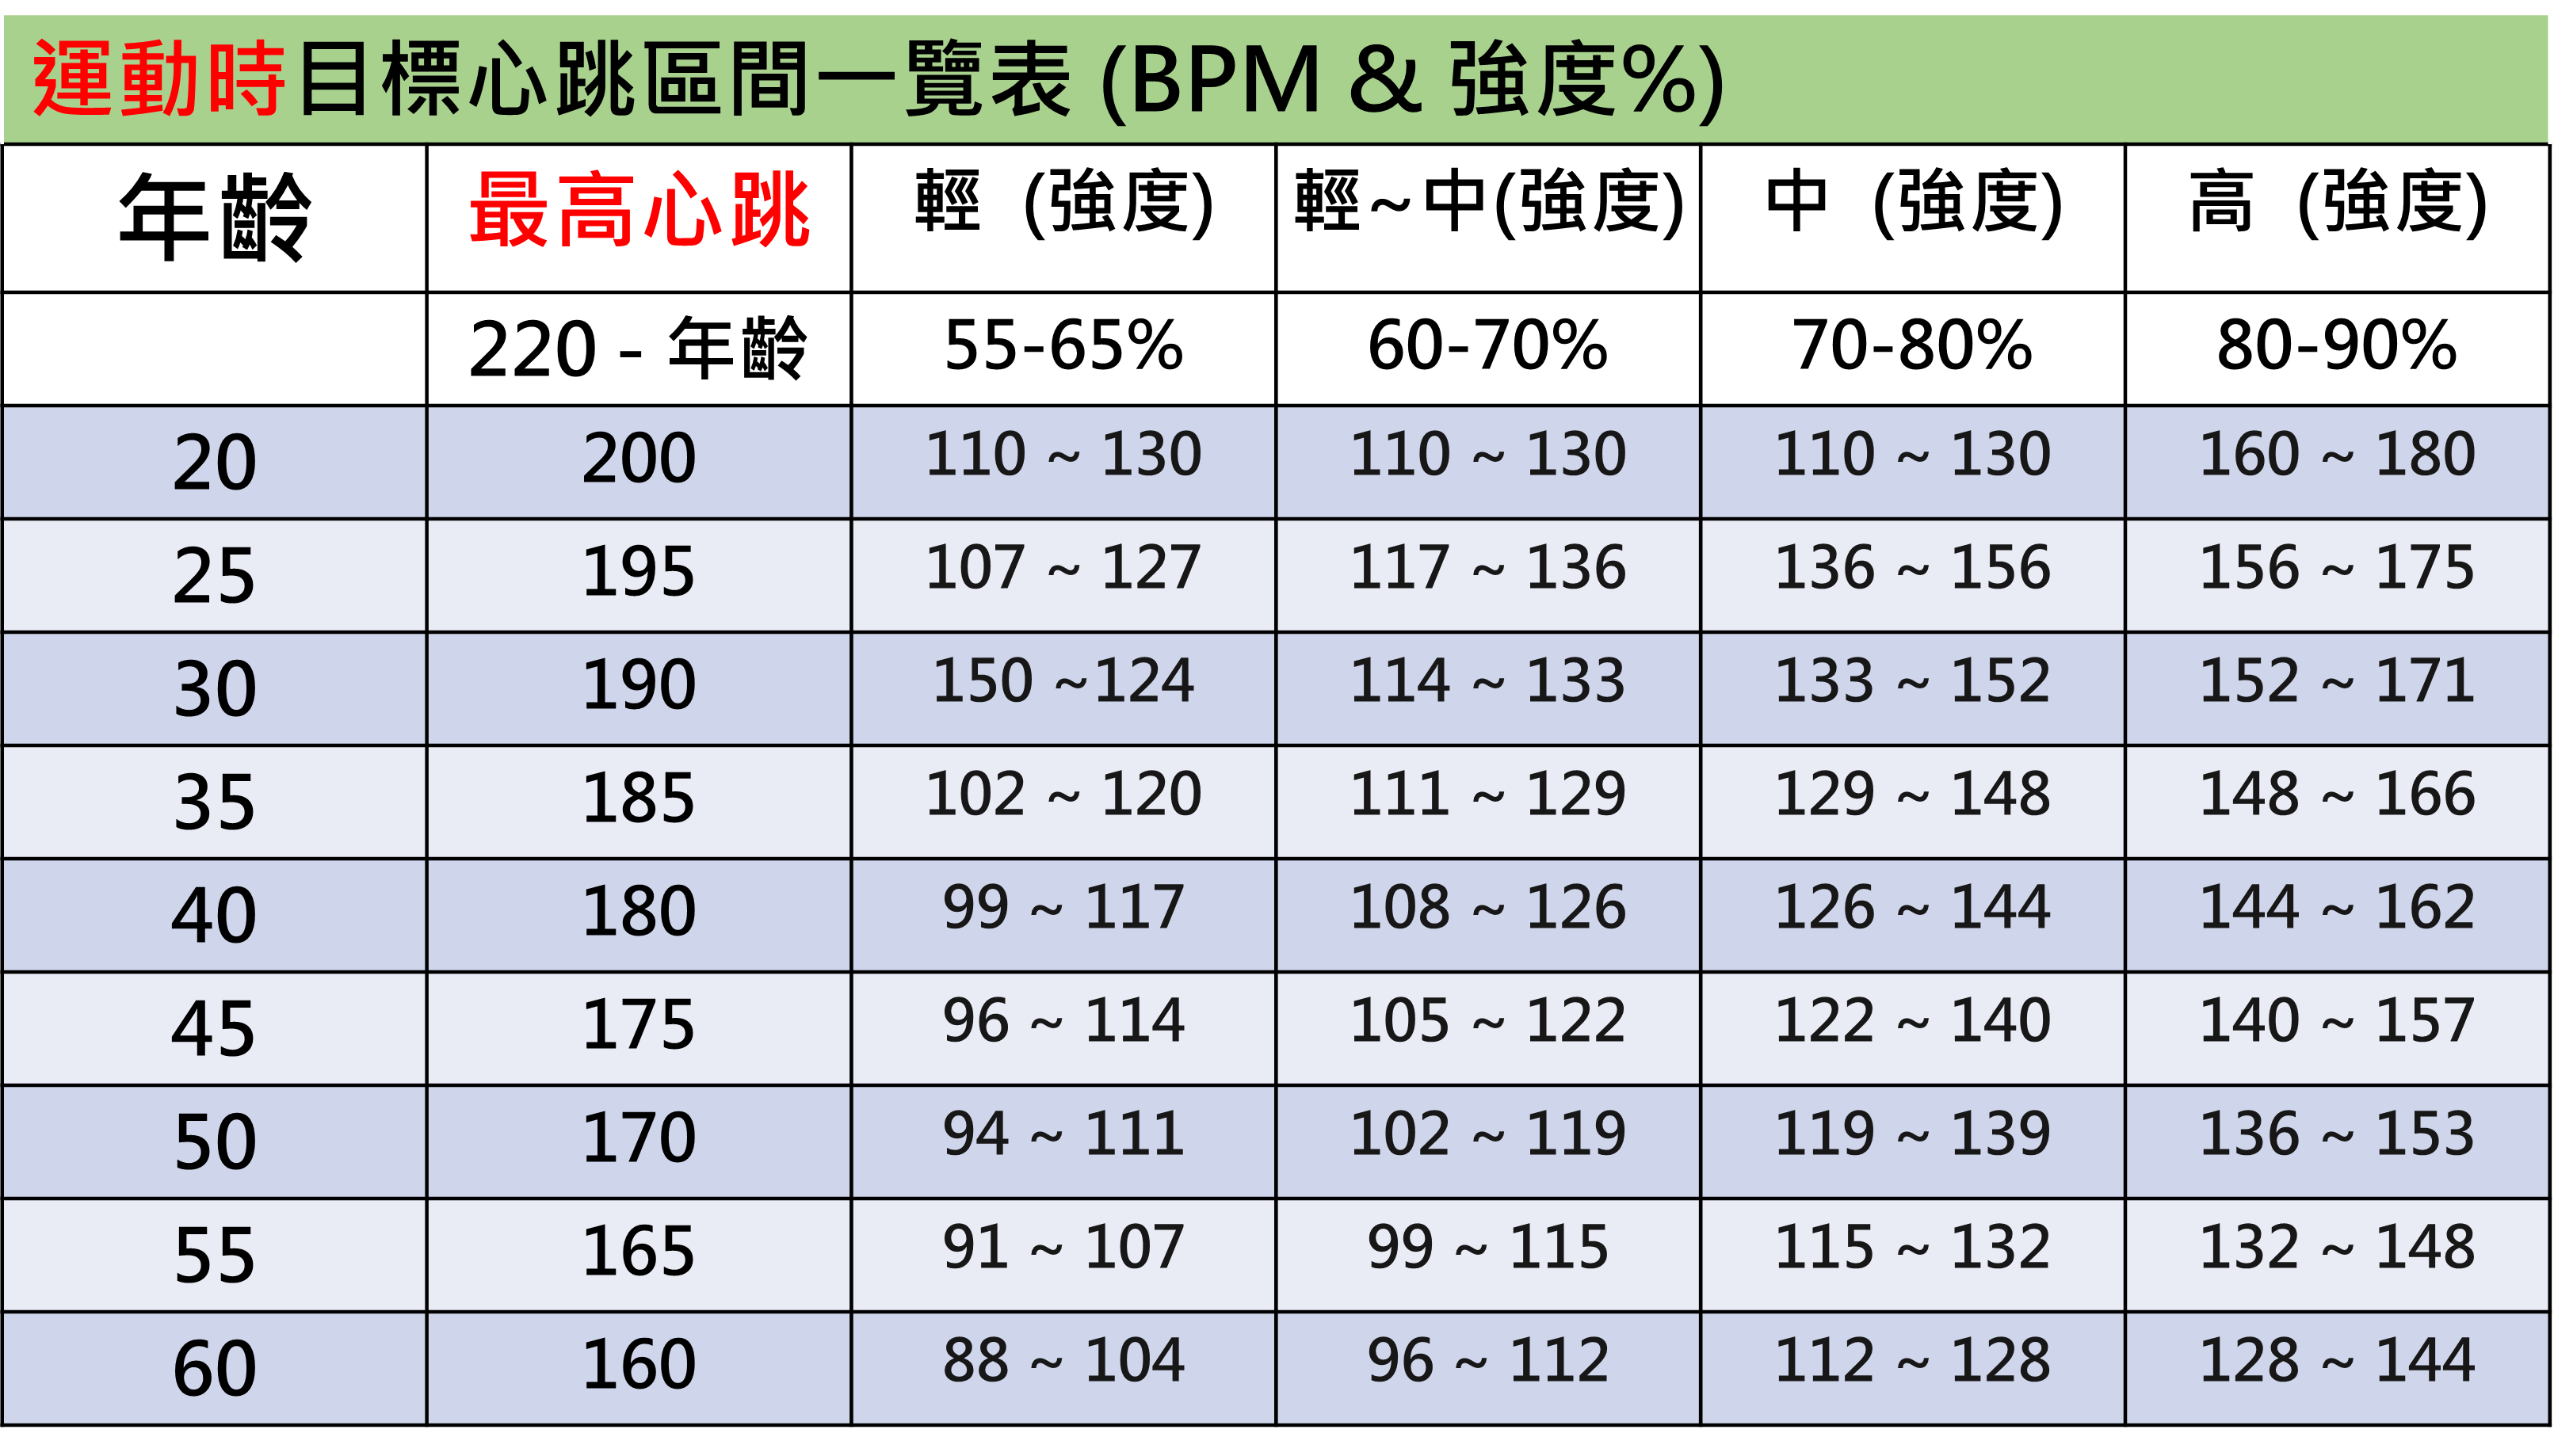 運動時目標心跳區間一覽表 (BPM & 強度%)
年齡 最高心跳 輕 (強度) 輕~中(強度) 中 (強度) 高 (強度)
220 - 年齡 55-65% 60-70% 70-80% 80-90%
20 200 110 ~ 130 110 ~ 130 110 ~ 130 160 ~ 180
25 195 107 ~ 127 117 ~ 136 136 ~ 156 156 ~ 175
30 190 150 ~124 114 ~ 133 133 ~ 152 152 ~ 171
35 185 102 ~ 120 111 ~ 129 129 ~ 148 148 ~ 166
40 180 99 ~ 117 108 ~ 126 126 ~ 144 144 ~ 162
45 175 96 ~ 114 105 ~ 122 122 ~ 140 140 ~ 157
50 170 94 ~ 111 102 ~ 119 119 ~ 139 136 ~ 153
55 165 91 ~ 107 99 ~ 115 115 ~ 132 132 ~ 148
60 160 88 ~ 104 96 ~ 112 112 ~ 128 128 ~ 144